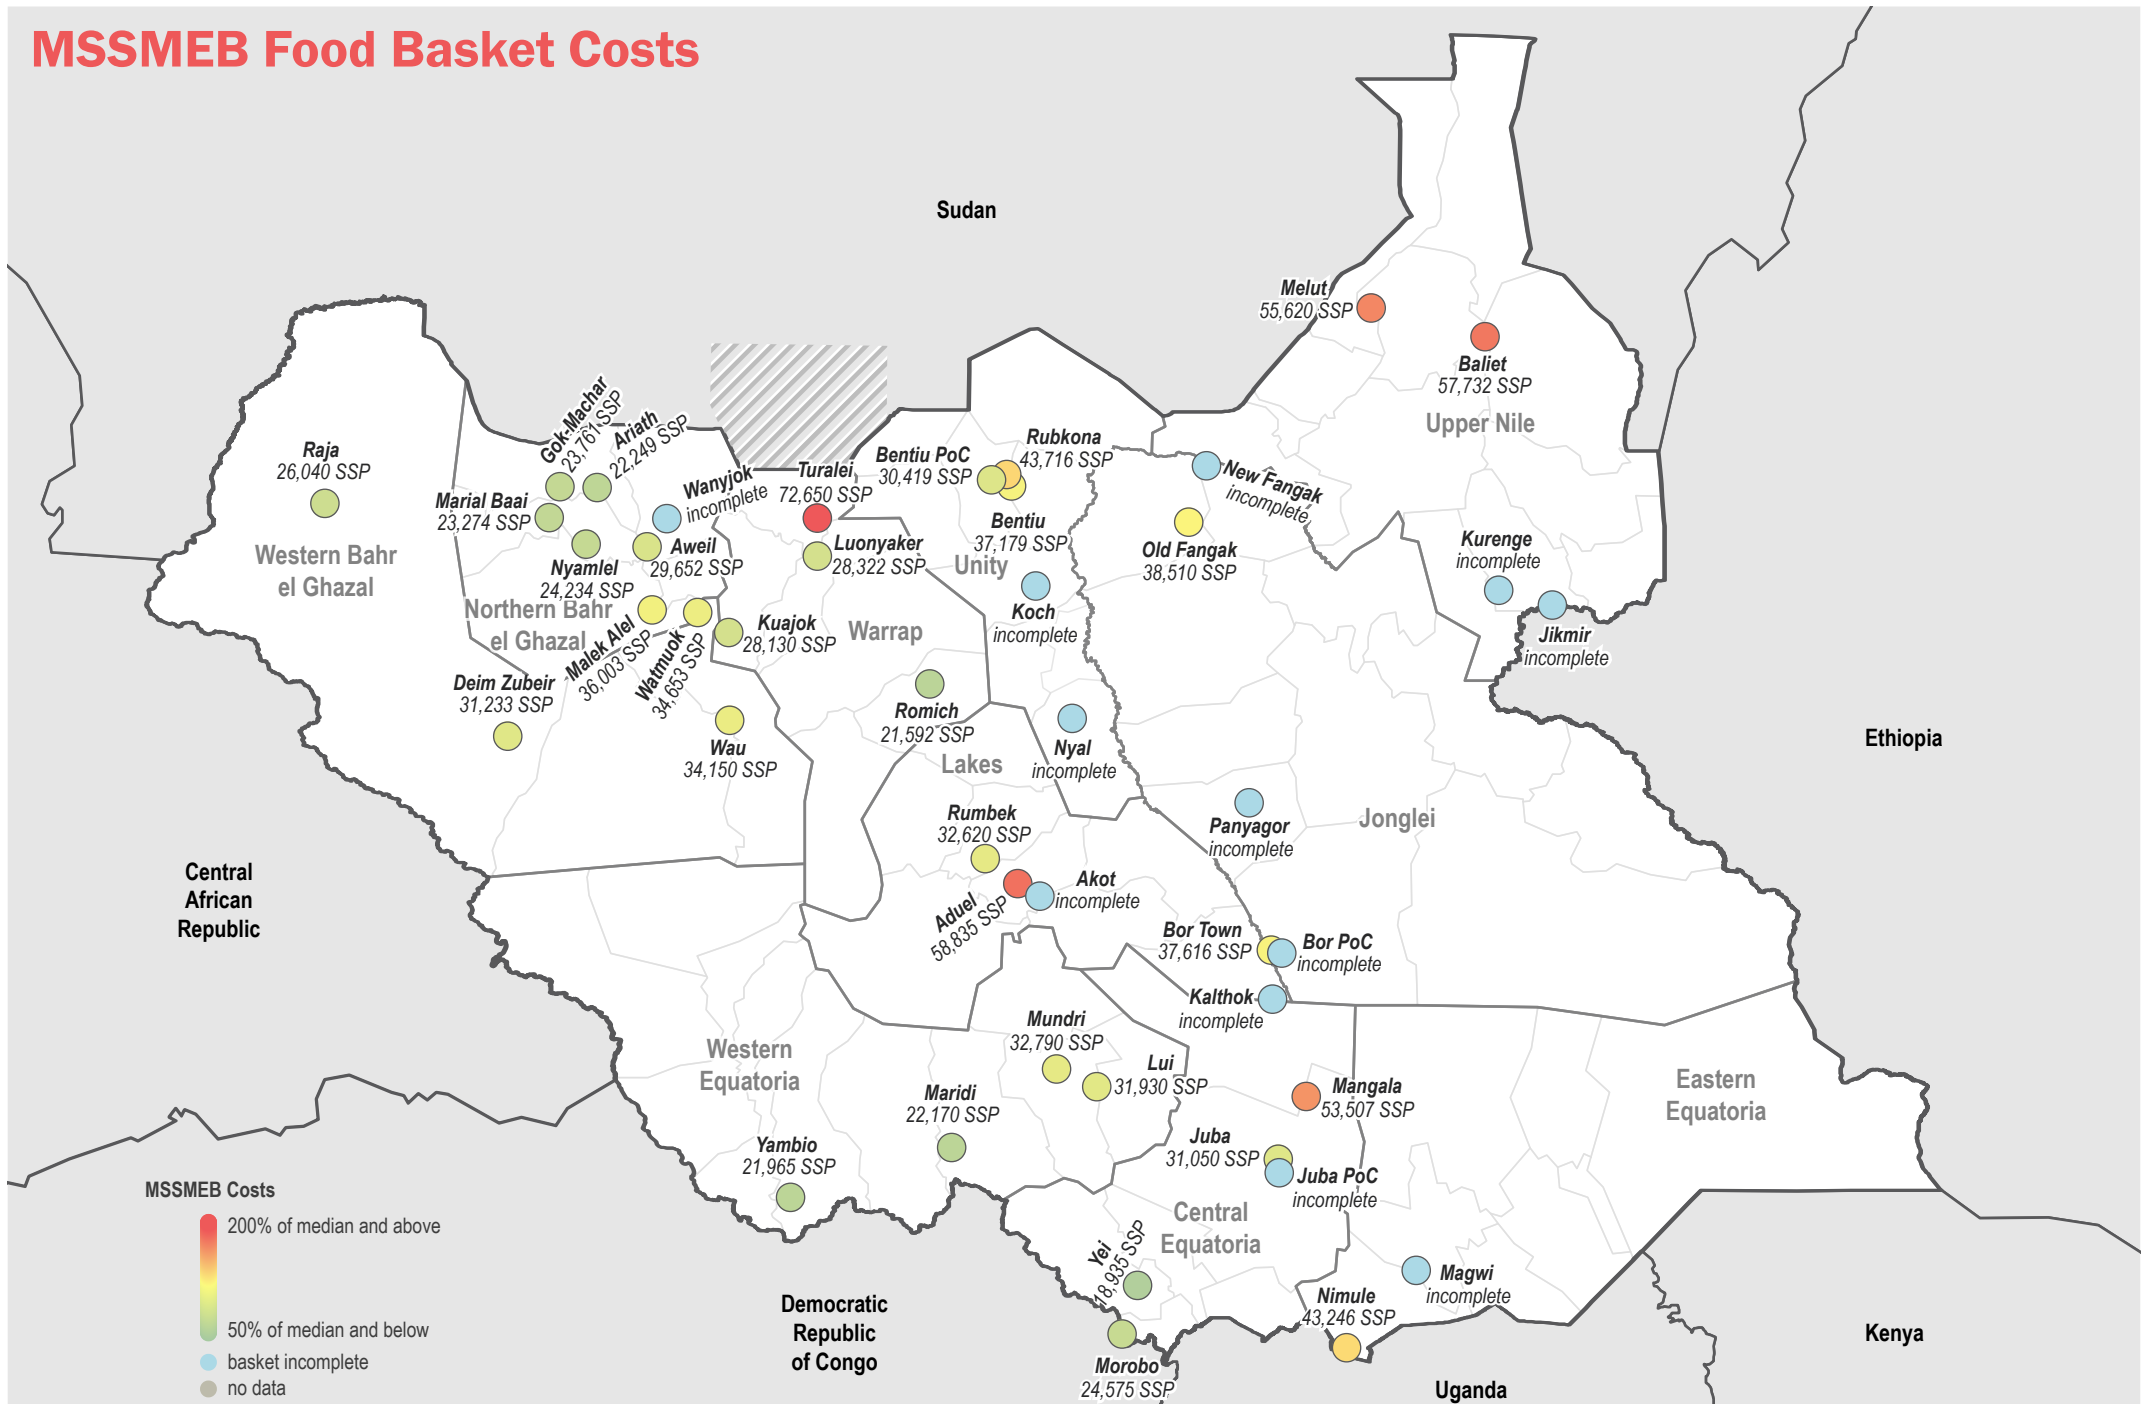 MSSMEB Food Basket Costs
Sudan
Melut
55,620 SSP
Baliet
57,732 SSP
Upper Nile
Raja
26,040 SSP
Gok-Machar
23,761 SSP
Ariath
22,249 SSP
Marial Baai
23,274 SSP
Wanyjok
incomplete
Turalei
72,650 SSP
Bentiu PoC
30,419 SSP
Rubkona
43,716 SSP
New Fangak
incomplete
Bentiu
37,179 SSP
Unity
Old Fangak
38,510 SSP
Kurenge
incomplete
Western Bahr
el Ghazal
Nyamlel
24,234 SSP
Aweil
29,652 SSP
Luonyaker
28,322 SSP
Northern Bahr
el Ghazal
Koch
incomplete
Jikmir
incomplete
Malek Alel
36,003 SSP
Watmuok
34,653 SSP
Kuajok
28,130 SSP
Warrap
Deim Zubeir
31,233 SSP
Romich
21,592 SSP
Wau
34,150 SSP
Lakes
Nyal
incomplete
Ethiopia
Rumbek
32,620 SSP
Panyagor
incomplete
Jonglei
Central
African
Republic
Aduel
58,835 SSP
Akot
incomplete
Bor Town
37,616 SSP
Bor PoC
incomplete
Kalthok
incomplete
Mundri
32,790 SSP
Lui
31,930 SSP
Western
Equatoria
Maridi
22,170 SSP
Mangala
53,507 SSP
Eastern
Equatoria
Yambio
21,965 SSP
Juba
31,050 SSP
Juba PoC
incomplete
Central
Equatoria
Yei
18,935 SSP
Magwi
incomplete
Nimule
43,246 SSP
Morobo
24,575 SSP
Democratic
Republic
of Congo
Kenya
Uganda
MSSMEB Costs
200% of median and above
50% of median and below
basket incomplete
no data